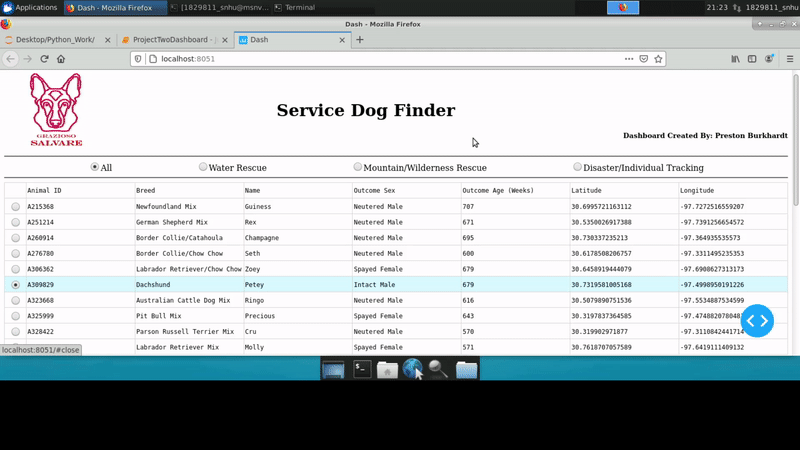 Applications Dash - Mozilla Firefox [1829811_snhu@msnv... Terminal 21:23 1829811_snhu
Dash - Mozilla Firefox
Desktop/Python_Work/ ProjectTwoDashboard - Dash
localhost:8051
GRAZIOSO
SALVARE
Service Dog Finder
Dashboard Created By: Preston Burkhardt
All Water Rescue Mountain/Wilderness Rescue Disaster/Individual Tracking
Animal ID Breed Name Outcome Sex Outcome Age (Weeks) Latitude Longitude
A215368 Newfoundland Mix Guiness Neutered Male 707 30.6995721163112 -97.7272516559207
A251214 German Shepherd Mix Rex Neutered Male 671 30.5350026917388 -97.7391256654572
A260914 Border Collie/Catahoula Champagne Neutered Male 695 30.730337235213 -97.364935535573
A276780 Border Collie/Chow Chow Seth Neutered Male 600 30.6178508206757 -97.3311495235353
A306362 Labrador Retriever/Chow Chow Zoey Spayed Female 679 30.6458919444079 -97.6908627313173
A309829 Dachshund Petey Intact Male 679 30.7319581005168 -97.4998950191226
A323668 Australian Cattle Dog Mix Ringo Neutered Male 616 30.5079890751536 -97.5534887534599
A325999 Pit Bull Mix Precious Spayed Female 643 30.3197837364585
A328422 Parson Russell Terrier Mix Cru Neutered Male 570 30.319902971877
Labrador Retriever Mix Molly Spayed Female 571 30.7618707057589 -97.6419111409132
localhost:8051/#close